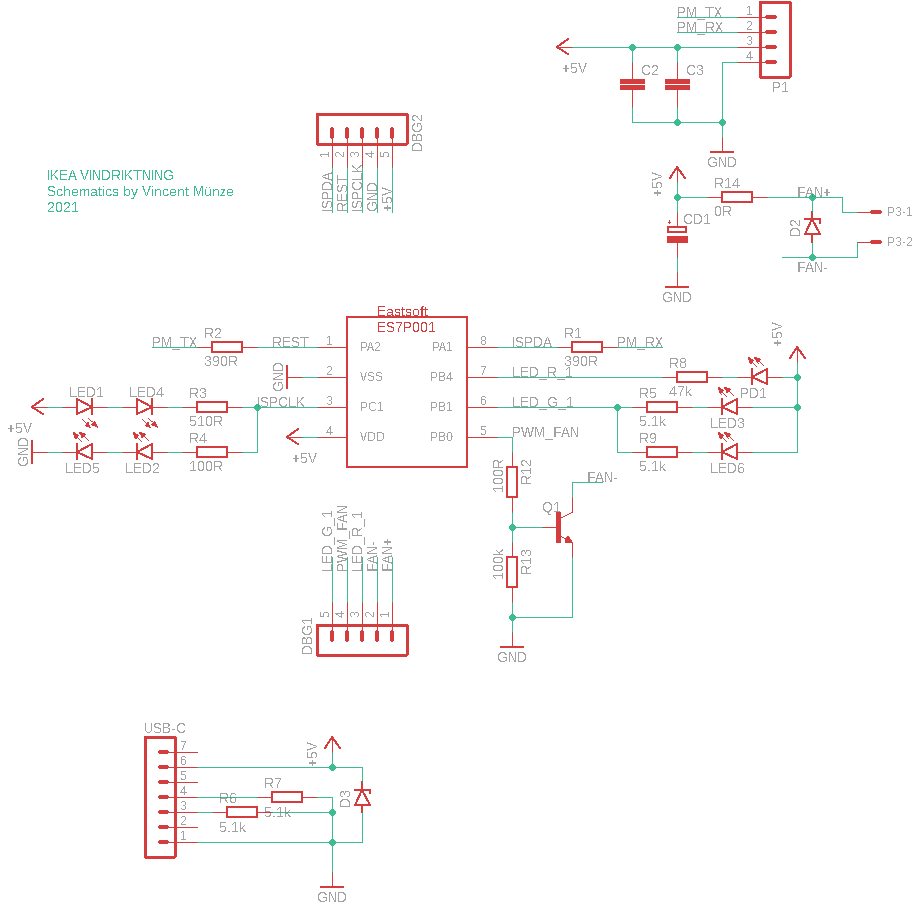 PM_TX 1
PM_RX 2
3
4
+5V
C2
C3
P1
GND
DBG2
1
2
3
4
5
ISPDA
REST
ISPCLK
GND
+5V
IKEA VINDRIKTNING
Schematics by Vincent Münze
2021
+5V
R14
0R
FAN+
CD1
D2
P3-1
P3-2
FAN-
GND
Eastsoft
ES7P001
PM_TX
R2
390R
REST
1
PA2
PA1
8
ISPDA
R1
390R
PM_RX
+5V
GND
2
VSS
PB4
7
LED_R_1
R8
47k
PD1
LED1
LED4
R3
510R
ISPCLK
3
PC1
PB1
6
LED_G_1
R5
5.1k
LED3
+5V
GND
LED5
LED2
R4
100R
+5V
4
VDD
PB0
5
PWM_FAN
R9
5.1k
LED6
100R
R12
FAN-
Q1
100k
R13
GND
LED_G_1
PWM_FAN
LED_R_1
FAN-
FAN+
5
4
3
2
1
DBG1
USB-C
7
6
5
4
3
2
1
+5V
R7
5.1k
R6
5.1k
D3
GND